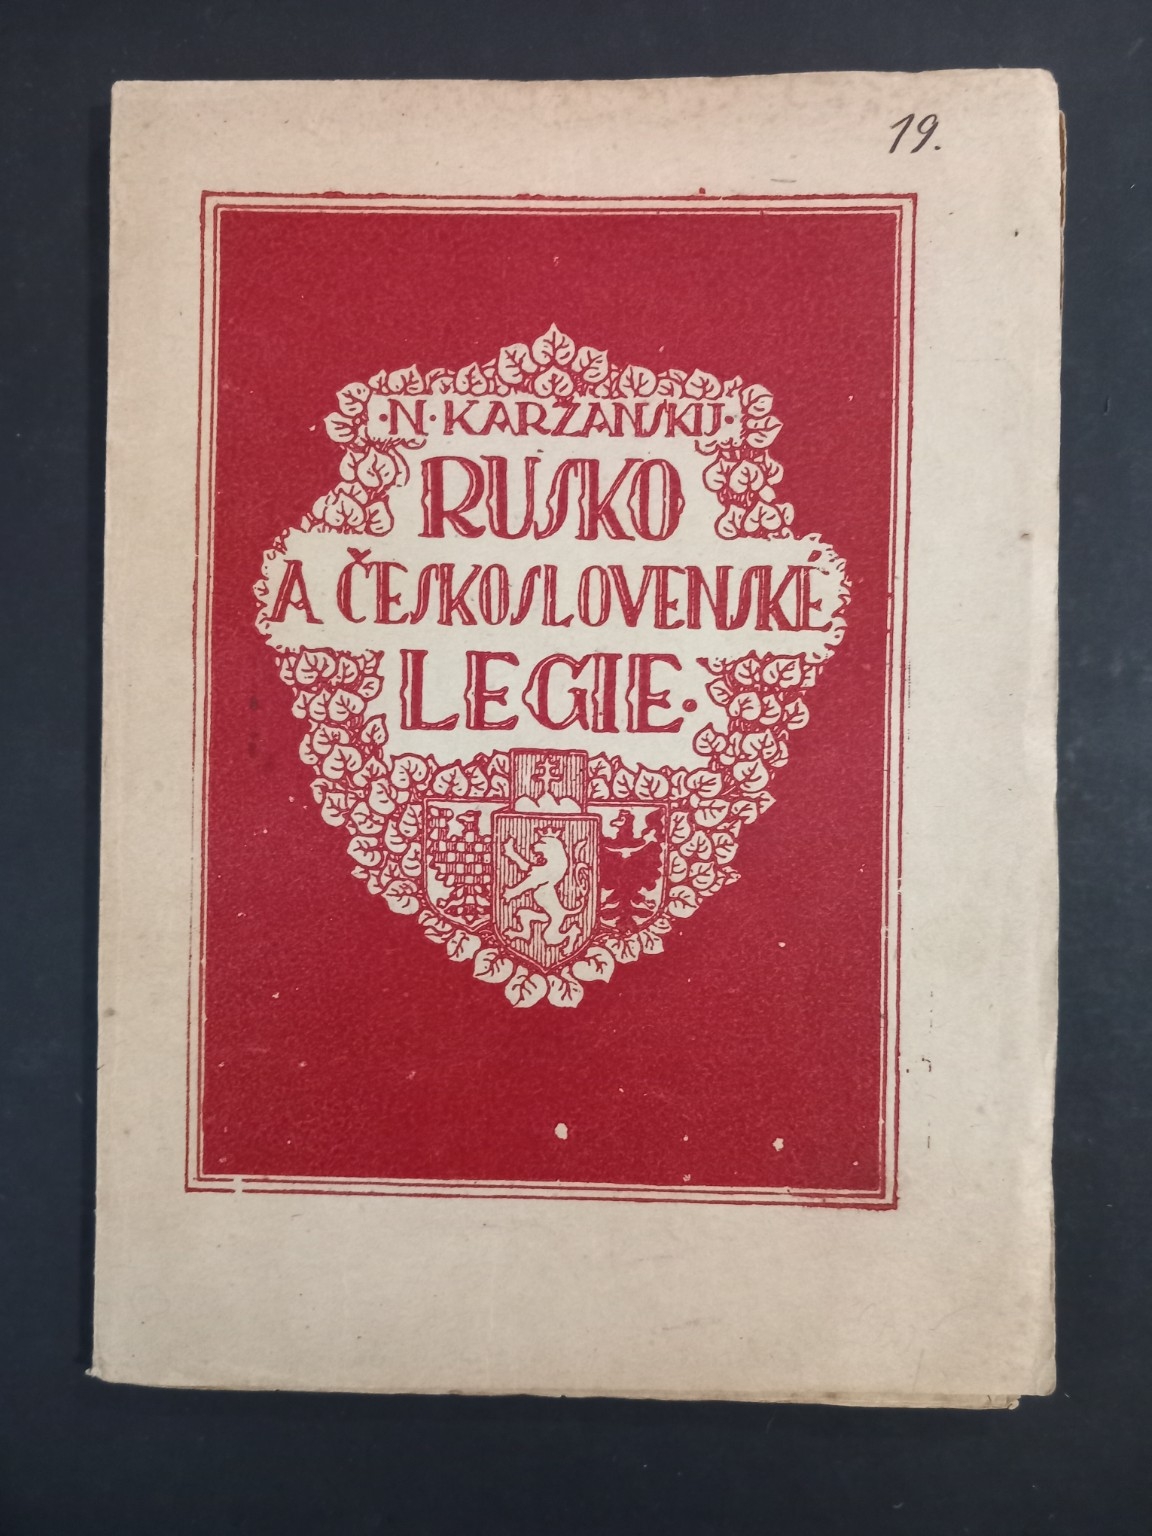 19.
·N·KARŽANSKIJ·
RUSKO
A ČESKOSLOVENSKÉ
LEGIE·